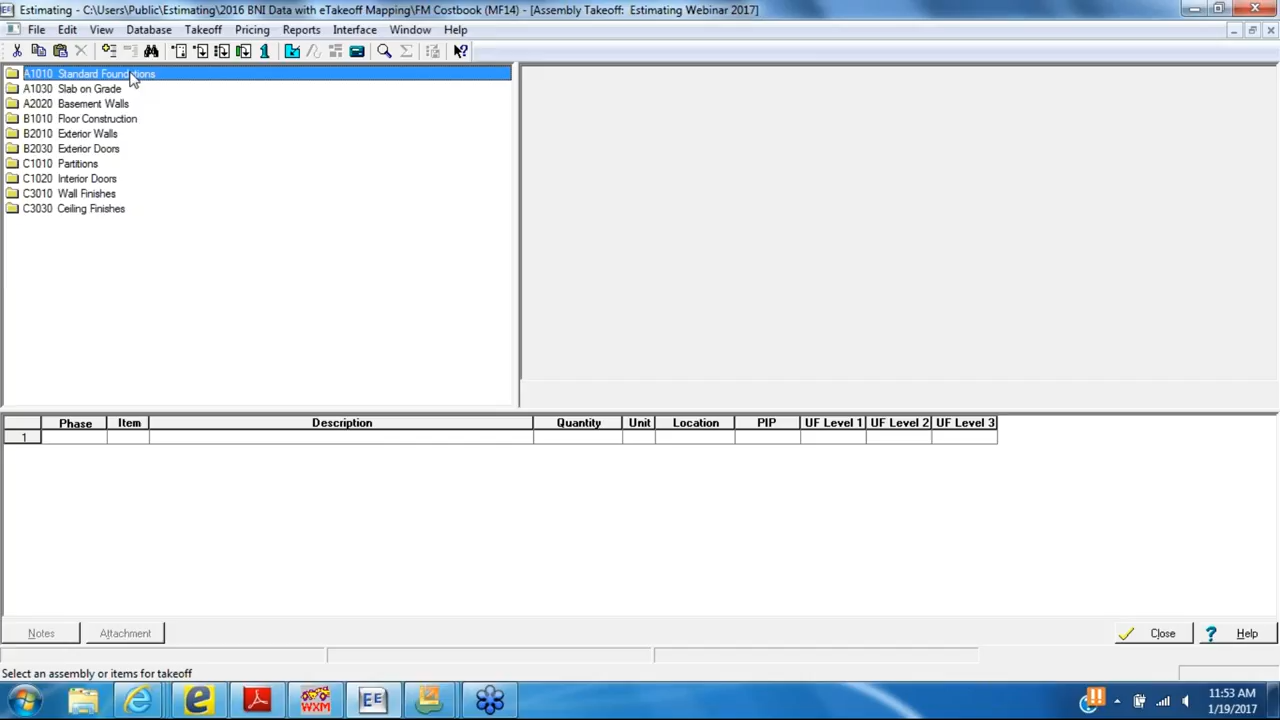 Estimating - C:\Users\Public\Estimating\2016 BNI Data with eTakeoff Mapping\FM Costbook (MF14) - [Assembly Takeoff: Estimating Webinar 2017]
File Edit View Database Takeoff Pricing Reports Interface Window Help
A1010 Standard Foundations
A1030 Slab on Grade
A2020 Basement Walls
B1010 Floor Construction
B2010 Exterior Walls
B2030 Exterior Doors
C1010 Partitions
C1020 Interior Doors
C3010 Wall Finishes
C3030 Ceiling Finishes
Phase Item Description Quantity Unit Location PIP UF Level 1 UF Level 2 UF Level 3
1
Notes Attachment Close Help
Select an assembly or items for takeoff
EE WXM EE
11:53 AM
1/19/2017